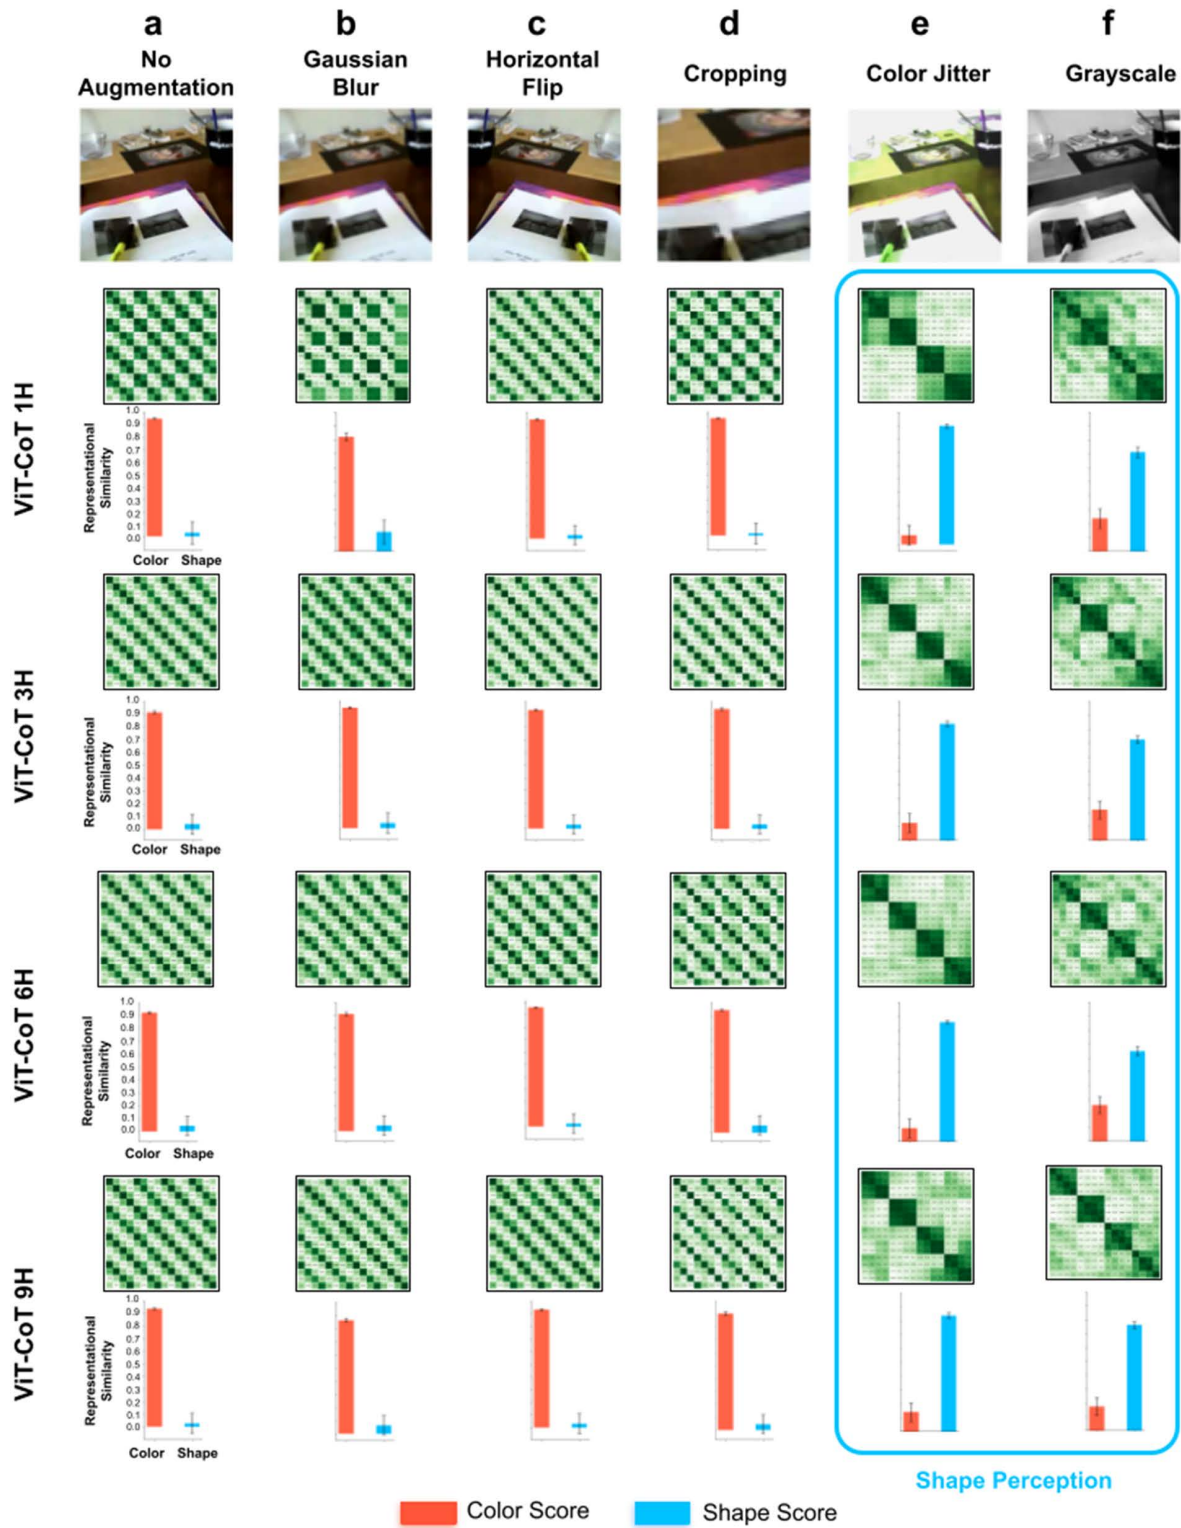 a b c d e f
No Augmentation
Gaussian Blur
Horizontal Flip
Cropping
Color Jitter
Grayscale
ViT-CoT 1H
Representational Similarity
1.0
0.9
0.8
0.7
0.6
0.5
0.4
0.3
0.2
0.1
0.0
Color Shape
ViT-CoT 3H
Representational Similarity
1.0
0.9
0.8
0.7
0.6
0.5
0.4
0.3
0.2
0.1
0.0
Color Shape
ViT-CoT 6H
Representational Similarity
1.0
0.9
0.8
0.7
0.6
0.5
0.4
0.3
0.2
0.1
0.0
Color Shape
ViT-CoT 9H
Representational Similarity
1.0
0.9
0.8
0.7
0.6
0.5
0.4
0.3
0.2
0.1
0.0
Color Shape
Shape Perception
Color Score Shape Score